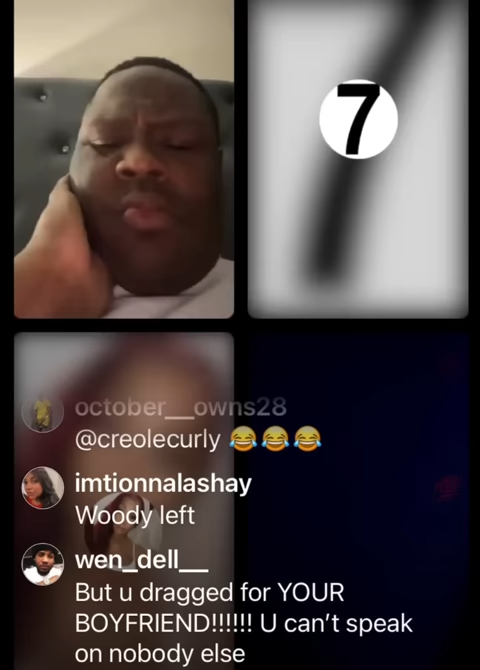 7
october__owns28
@creolecurly 😂😂😂
imtionnalashay
Woody left
wen_dell__
But u dragged for YOUR
BOYFRIEND!!!!!! U can't speak
on nobody else